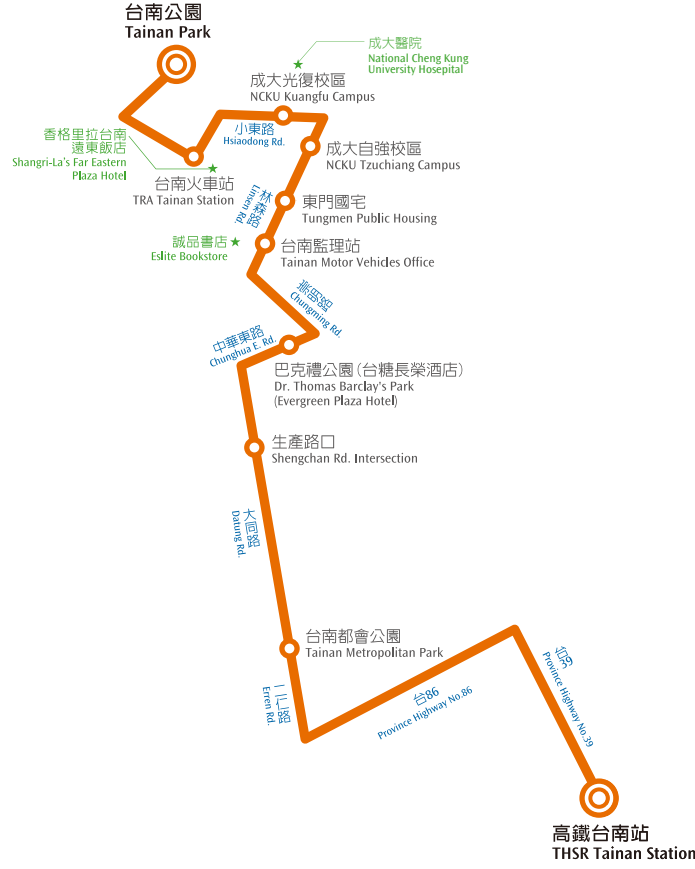 台南公園
Tainan Park
成大醫院
National Cheng Kung
University Hosepital
成大光復校區
NCKU Kuangfu Campus
小東路
Hsiaodong Rd.
香格里拉台南
遠東飯店
Shangri-La's Far Eastern
Plaza Hotel
成大自強校區
NCKU Tzuchiang Campus
台南火車站
TRA Tainan Station
林森路
Linsen Rd.
東門國宅
Tungmen Public Housing
誠品書店
Eslite Bookstore
台南監理站
Tainan Motor Vehicles Office
崇明路
Chungming Rd.
中華東路
Chunghua E. Rd.
巴克禮公園(台糖長榮酒店)
Dr. Thomas Barclay's Park
(Evergreen Plaza Hotel)
生產路口
Shengchan Rd. Intersection
大同路
Datung Rd.
台南都會公園
Tainan Metropolitan Park
二仁路
Erren Rd.
台86
Province Highway No.86
台39
Province Highway No.39
高鐵台南站
THSR Tainan Station